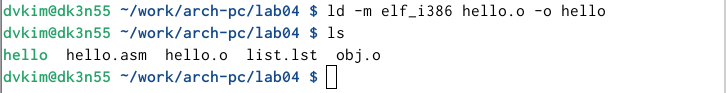 dvkim@dk3n55 ~/work/arch-pc/lab04 $ ld -m elf_i386 hello.o -o hello
dvkim@dk3n55 ~/work/arch-pc/lab04 $ ls
hello  hello.asm  hello.o  list.lst  obj.o
dvkim@dk3n55 ~/work/arch-pc/lab04 $